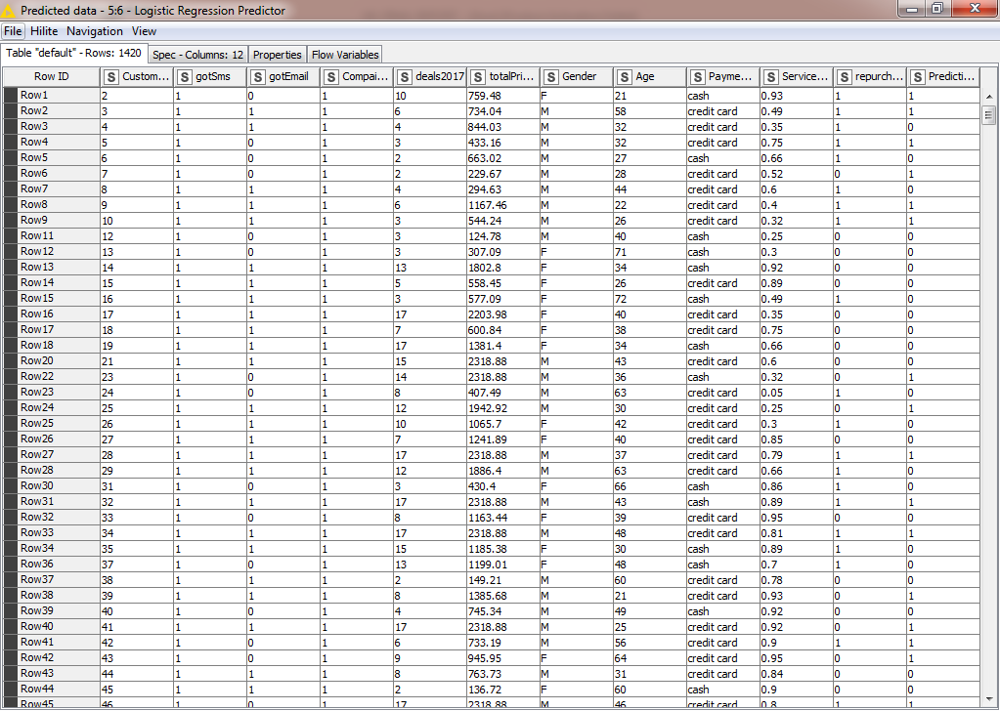 Predicted data - 5:6 - Logistic Regression Predictor
File Hilite Navigation View
Table "default" - Rows: 1420 Spec - Columns: 12 Properties Flow Variables
Row ID S Custom... S gotSms S gotEmail S Compai... S deals2017 S totalPri... S Gender S Age S Payme... S Service... S repurch... S Predicti...
Row1 2 1 0 1 10 759.48 F 21 cash 0.93 1 1
Row2 3 1 1 1 6 734.04 M 58 credit card 0.49 1 1
Row3 4 1 1 1 4 844.03 M 32 credit card 0.35 1 0
Row4 5 1 0 1 3 433.16 M 32 credit card 0.75 1 1
Row5 6 1 0 1 2 663.02 M 27 cash 0.66 1 0
Row6 7 1 0 1 2 229.67 M 28 credit card 0.52 0 1
Row7 8 1 1 1 4 294.63 M 44 credit card 0.6 1 0
Row8 9 1 1 1 6 1167.46 M 22 credit card 0.4 1 1
Row9 10 1 1 1 3 544.24 M 26 credit card 0.32 1 1
Row11 12 1 0 1 3 124.78 M 40 cash 0.25 0 0
Row12 13 1 0 1 3 307.09 F 71 cash 0.3 0 0
Row13 14 1 1 1 13 1802.8 F 34 cash 0.92 0 0
Row14 15 1 1 1 5 558.45 F 26 credit card 0.89 0 0
Row15 16 1 1 1 3 577.09 F 72 cash 0.49 1 0
Row16 17 1 1 1 17 2203.98 F 40 credit card 0.35 0 0
Row17 18 1 1 1 7 600.84 F 38 credit card 0.75 0 0
Row18 19 1 1 1 17 1381.4 F 34 cash 0.66 0 0
Row20 21 1 1 1 15 2318.88 M 43 credit card 0.6 0 0
Row22 23 1 0 1 14 2318.88 M 36 cash 0.32 0 1
Row23 24 1 0 1 8 407.49 M 63 credit card 0.05 1 0
Row24 25 1 1 1 12 1942.92 M 30 credit card 0.25 0 1
Row25 26 1 1 1 10 1065.7 F 42 credit card 0.3 1 0
Row26 27 1 1 1 7 1241.89 F 40 credit card 0.85 0 0
Row27 28 1 1 1 17 2318.88 M 37 credit card 0.79 1 1
Row28 29 1 1 1 12 1886.4 M 63 credit card 0.66 1 0
Row30 31 1 0 1 3 430.4 F 66 cash 0.86 1 0
Row31 32 1 1 1 17 2318.88 M 43 cash 0.89 1 1
Row32 33 1 0 1 8 1163.44 F 39 credit card 0.95 0 0
Row33 34 1 1 1 17 2318.88 M 48 credit card 0.81 1 1
Row34 35 1 1 1 15 1185.38 F 30 cash 0.89 1 0
Row36 37 1 0 1 13 1199.01 F 48 cash 0.7 1 0
Row37 38 1 1 1 2 149.21 M 60 credit card 0.78 0 0
Row38 39 1 1 1 8 1385.68 M 21 credit card 0.93 0 1
Row39 40 1 0 1 4 745.34 M 49 cash 0.92 0 0
Row40 41 1 1 1 17 2318.88 M 25 credit card 0.92 0 1
Row41 42 1 0 1 6 733.19 M 56 credit card 0.9 1 1
Row42 43 1 0 1 9 945.95 F 64 credit card 0.95 0 1
Row43 44 1 1 1 8 763.73 M 31 credit card 0.84 0 0
Row44 45 1 1 1 2 136.72 F 60 cash 0.9 0 0
Row45 46 1 0 1 17 2318.88 M 46 credit card 0.8 1 1